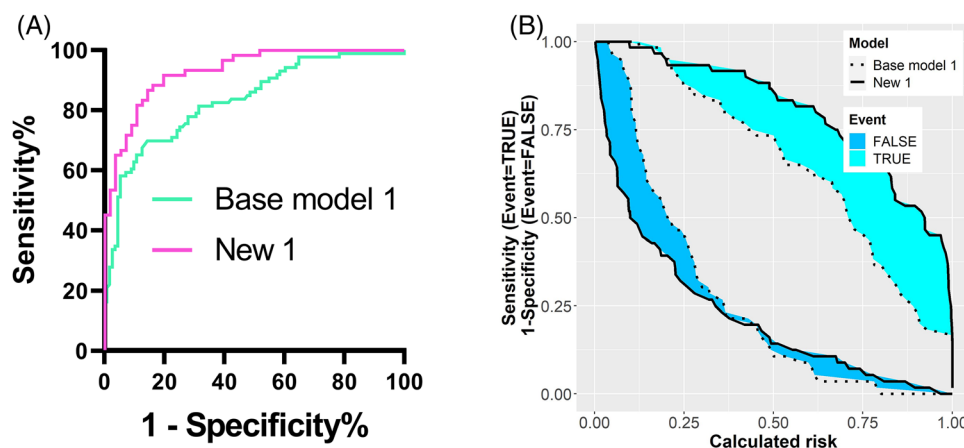 (A)
100
80
60
40
20
0
Sensitivity%
Base model 1
New 1
0 20 40 60 80 100
1 - Specificity%
(B)
1.00
0.75
0.50
0.25
0.00
Sensitivity (Event=TRUE)
1-Specificity (Event=FALSE)
Model
Base model 1
New 1
Event
FALSE
TRUE
0.00 0.25 0.50 0.75 1.00
Calculated risk